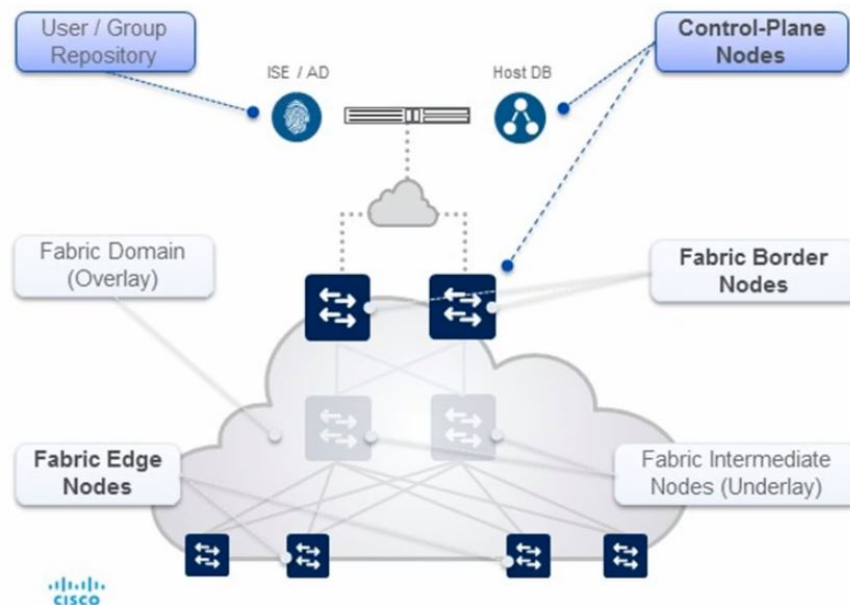 User / Group
Repository
ISE / AD
Host DB
Control-Plane
Nodes
Fabric Domain
(Overlay)
Fabric Border
Nodes
Fabric Edge
Nodes
Fabric Intermediate
Nodes (Underlay)
CISCO